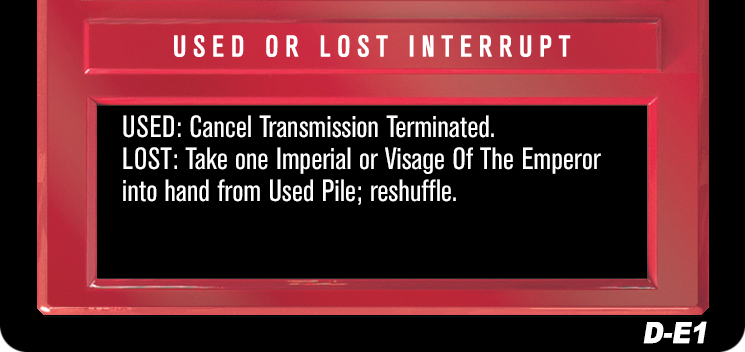 USED OR LOST INTERRUPT
USED: Cancel Transmission Terminated.
LOST: Take one Imperial or Visage Of The Emperor
into hand from Used Pile; reshuffle.
D-E1